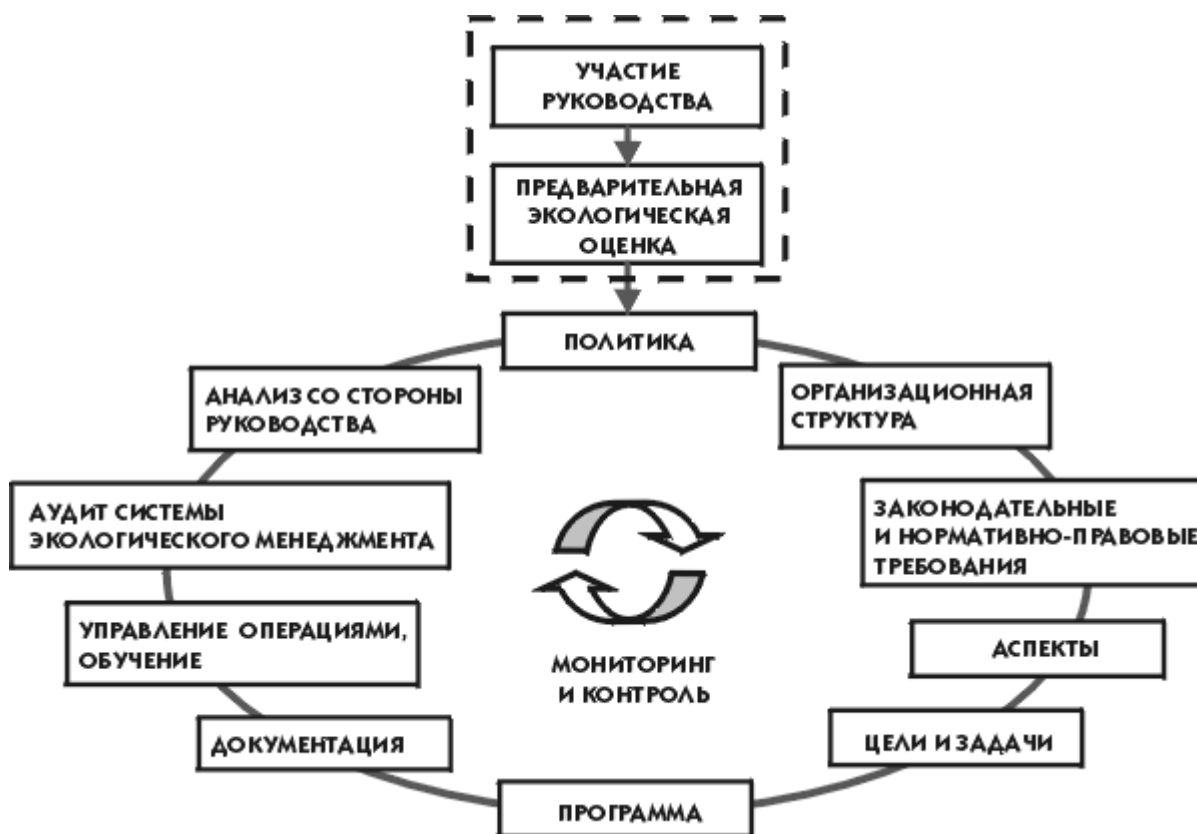 УЧАСТИЕ
РУКОВОДСТВА
ПРЕДВАРИТЕЛЬНАЯ
ЭКОЛОГИЧЕСКАЯ
ОЦЕНКА
ПОЛИТИКА
АНАЛИЗ СО СТОРОНЫ
РУКОВОДСТВА
ОРГАНИЗАЦИОННАЯ
СТРУКТУРА
АУДИТ СИСТЕМЫ
ЭКОЛОГИЧЕСКОГО МЕНЕДЖМЕНТА
ЗАКОНОДАТЕЛЬНЫЕ
И НОРМАТИВНО-ПРАВОВЫЕ
ТРЕБОВАНИЯ
УПРАВЛЕНИЕ ОПЕРАЦИЯМИ,
ОБУЧЕНИЕ
АСПЕКТЫ
МОНИТОРИНГ
И КОНТРОЛЬ
ДОКУМЕНТАЦИЯ
ЦЕЛИ И ЗАДАЧИ
ПРОГРАММА